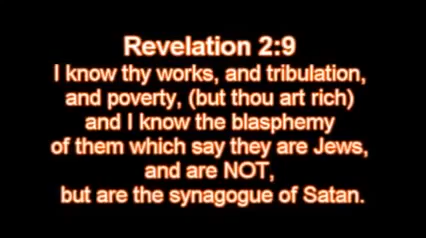 Revelation 2:9
I know thy works, and tribulation,
and poverty, (but thou art rich)
and I know the blasphemy
of them which say they are Jews,
and are NOT,
but are the synagogue of Satan.